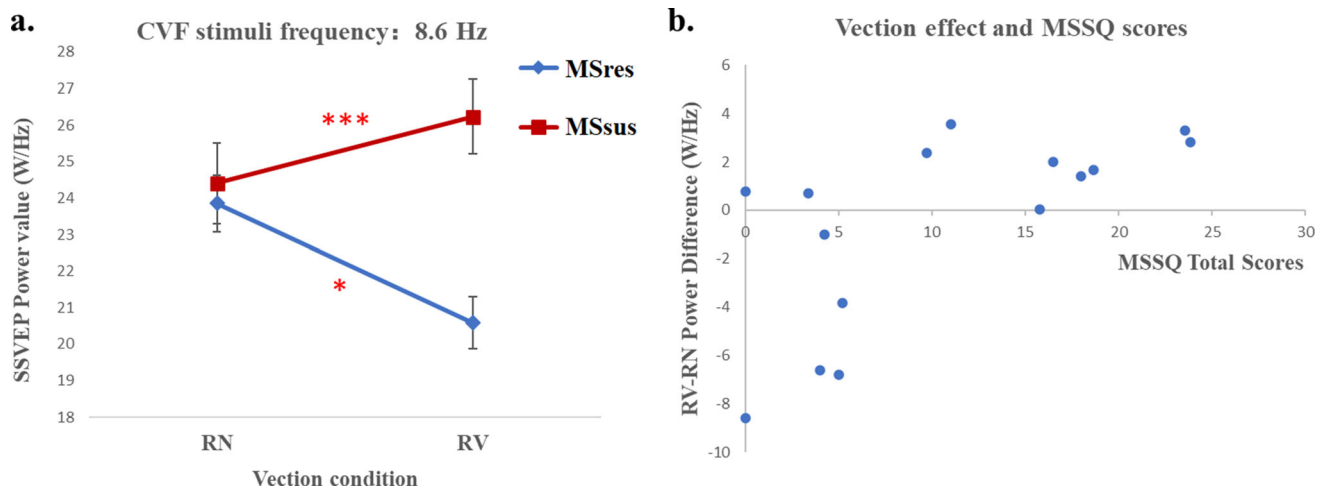 a.
CVF stimuli frequency： 8.6 Hz
28
27
26
25
24
23
22
21
20
19
18
SSVEP Power value (W/Hz)
MSres
MSsus
***
*
RN
RV
Vection condition
b.
Vection effect and MSSQ scores
6
4
2
0
-2
-4
-6
-8
-10
RV-RN Power Difference (W/Hz)
0
5
10
15
20
25
30
MSSQ Total Scores